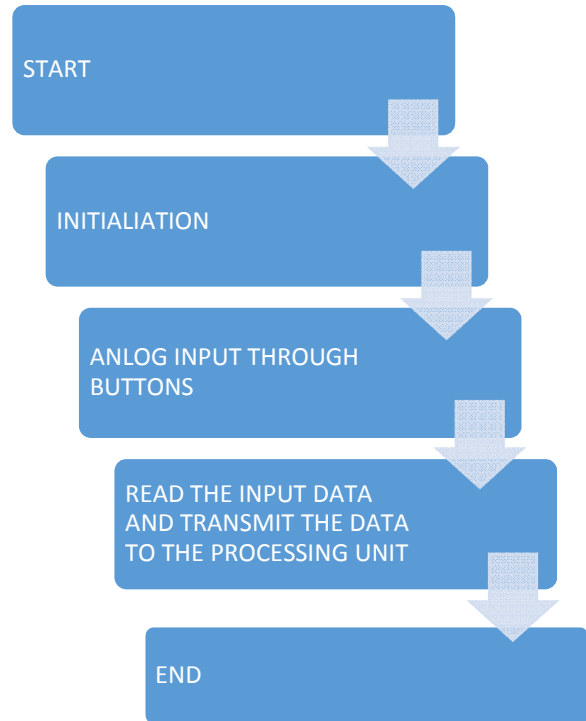 START
INITIALIATION
ANLOG INPUT THROUGH
BUTTONS
READ THE INPUT DATA
AND TRANSMIT THE DATA
TO THE PROCESSING UNIT
END